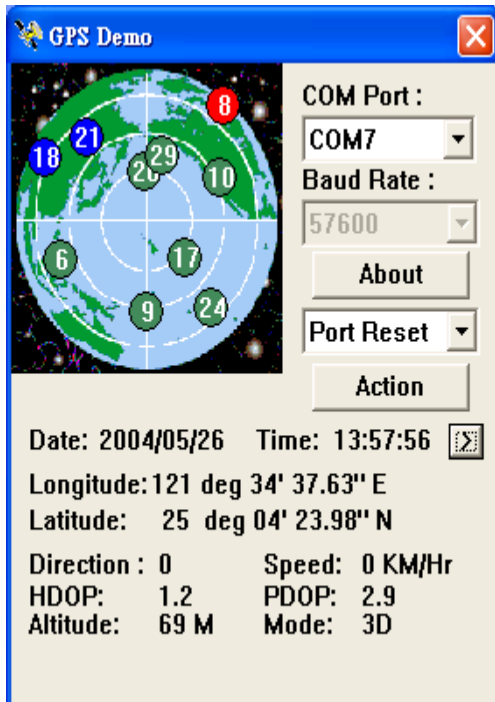 GPS Demo
8
21
18
29
10
6
17
9
24
COM Port :
COM7
Baud Rate :
57600
About
Port Reset
Action
Date: 2004/05/26 Time: 13:57:56
Longitude: 121 deg 34' 37.63'' E
Latitude: 25 deg 04' 23.98'' N
Direction : 0 Speed: 0 KM/Hr
HDOP: 1.2 PDOP: 2.9
Altitude: 69 M Mode: 3D